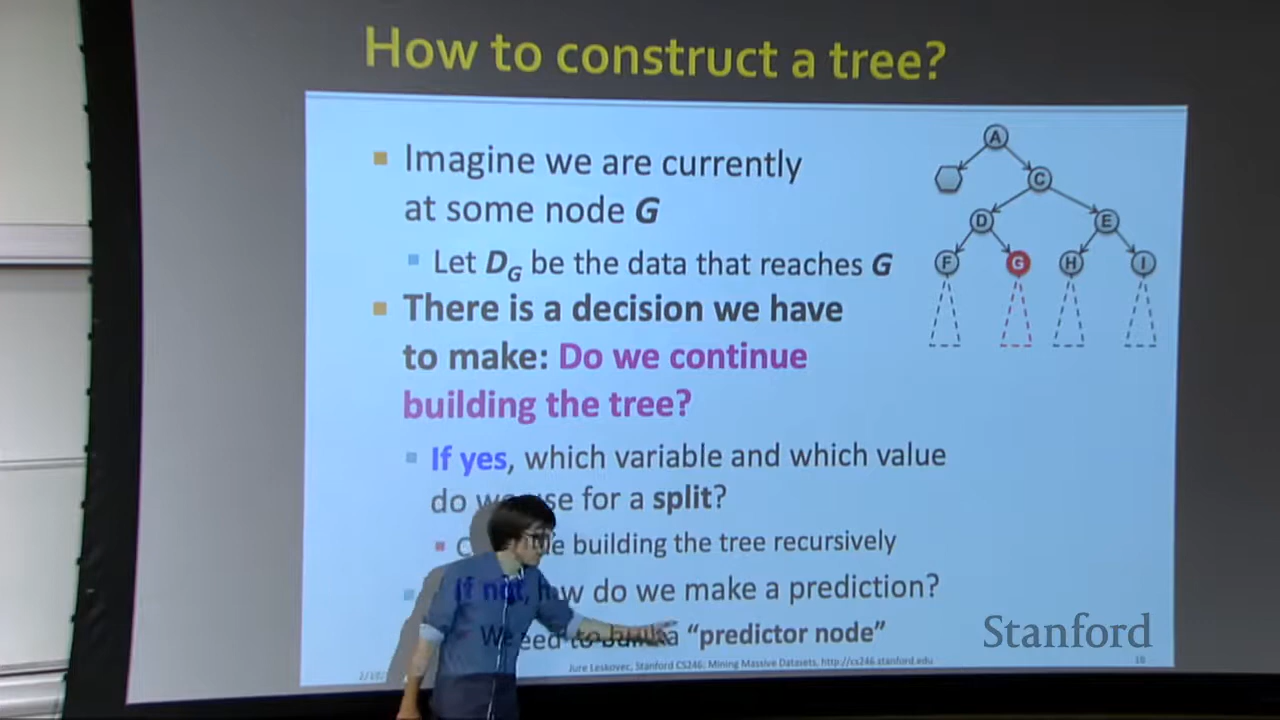 How to construct a tree?
Imagine we are currently
at some node G
Let DG be the data that reaches G
There is a decision we have
to make: Do we continue
building the tree?
If yes, which variable and which value
do we use for a split?
building the tree recursively
If not, how do we make a prediction?
We need to build a “predictor node”
Jure Leskovec, Stanford CS246: Mining Massive Datasets, http://cs246.stanford.edu
A
C
D
E
F
G
H
I
Stanford